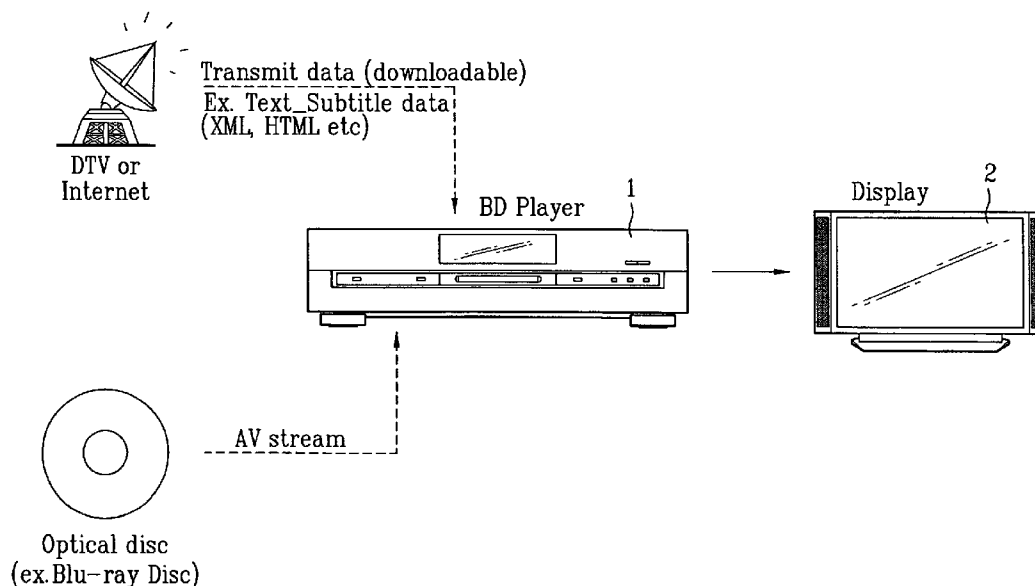 Transmit data (downloadable)
Ex. Text_Subtitle data
(XML, HTML etc)
DTV or
Internet
BD Player
1
Display
2
AV stream
Optical disc
(ex.Blu-ray Disc)